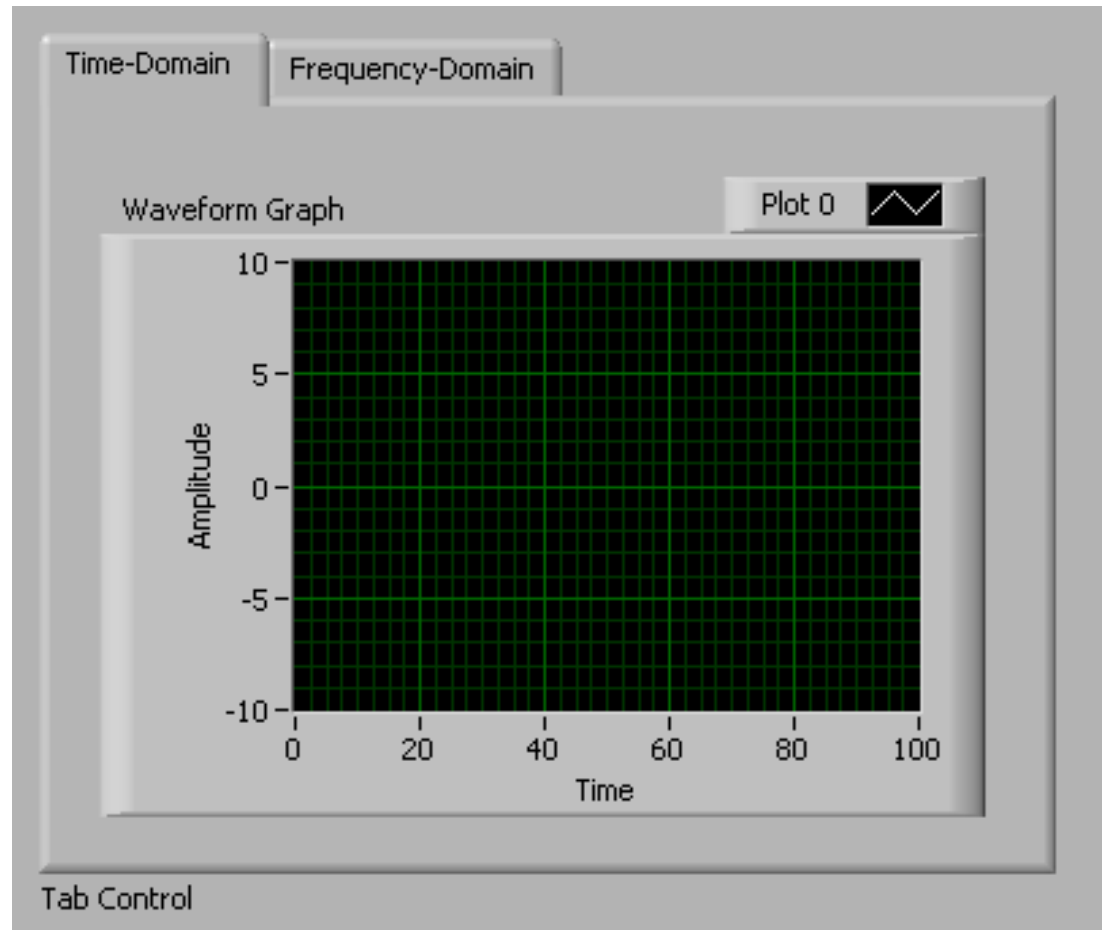 Time-Domain
Frequency-Domain
Waveform Graph
Plot 0
10
5
0
-5
-10
Amplitude
0 20 40 60 80 100
Time
Tab Control